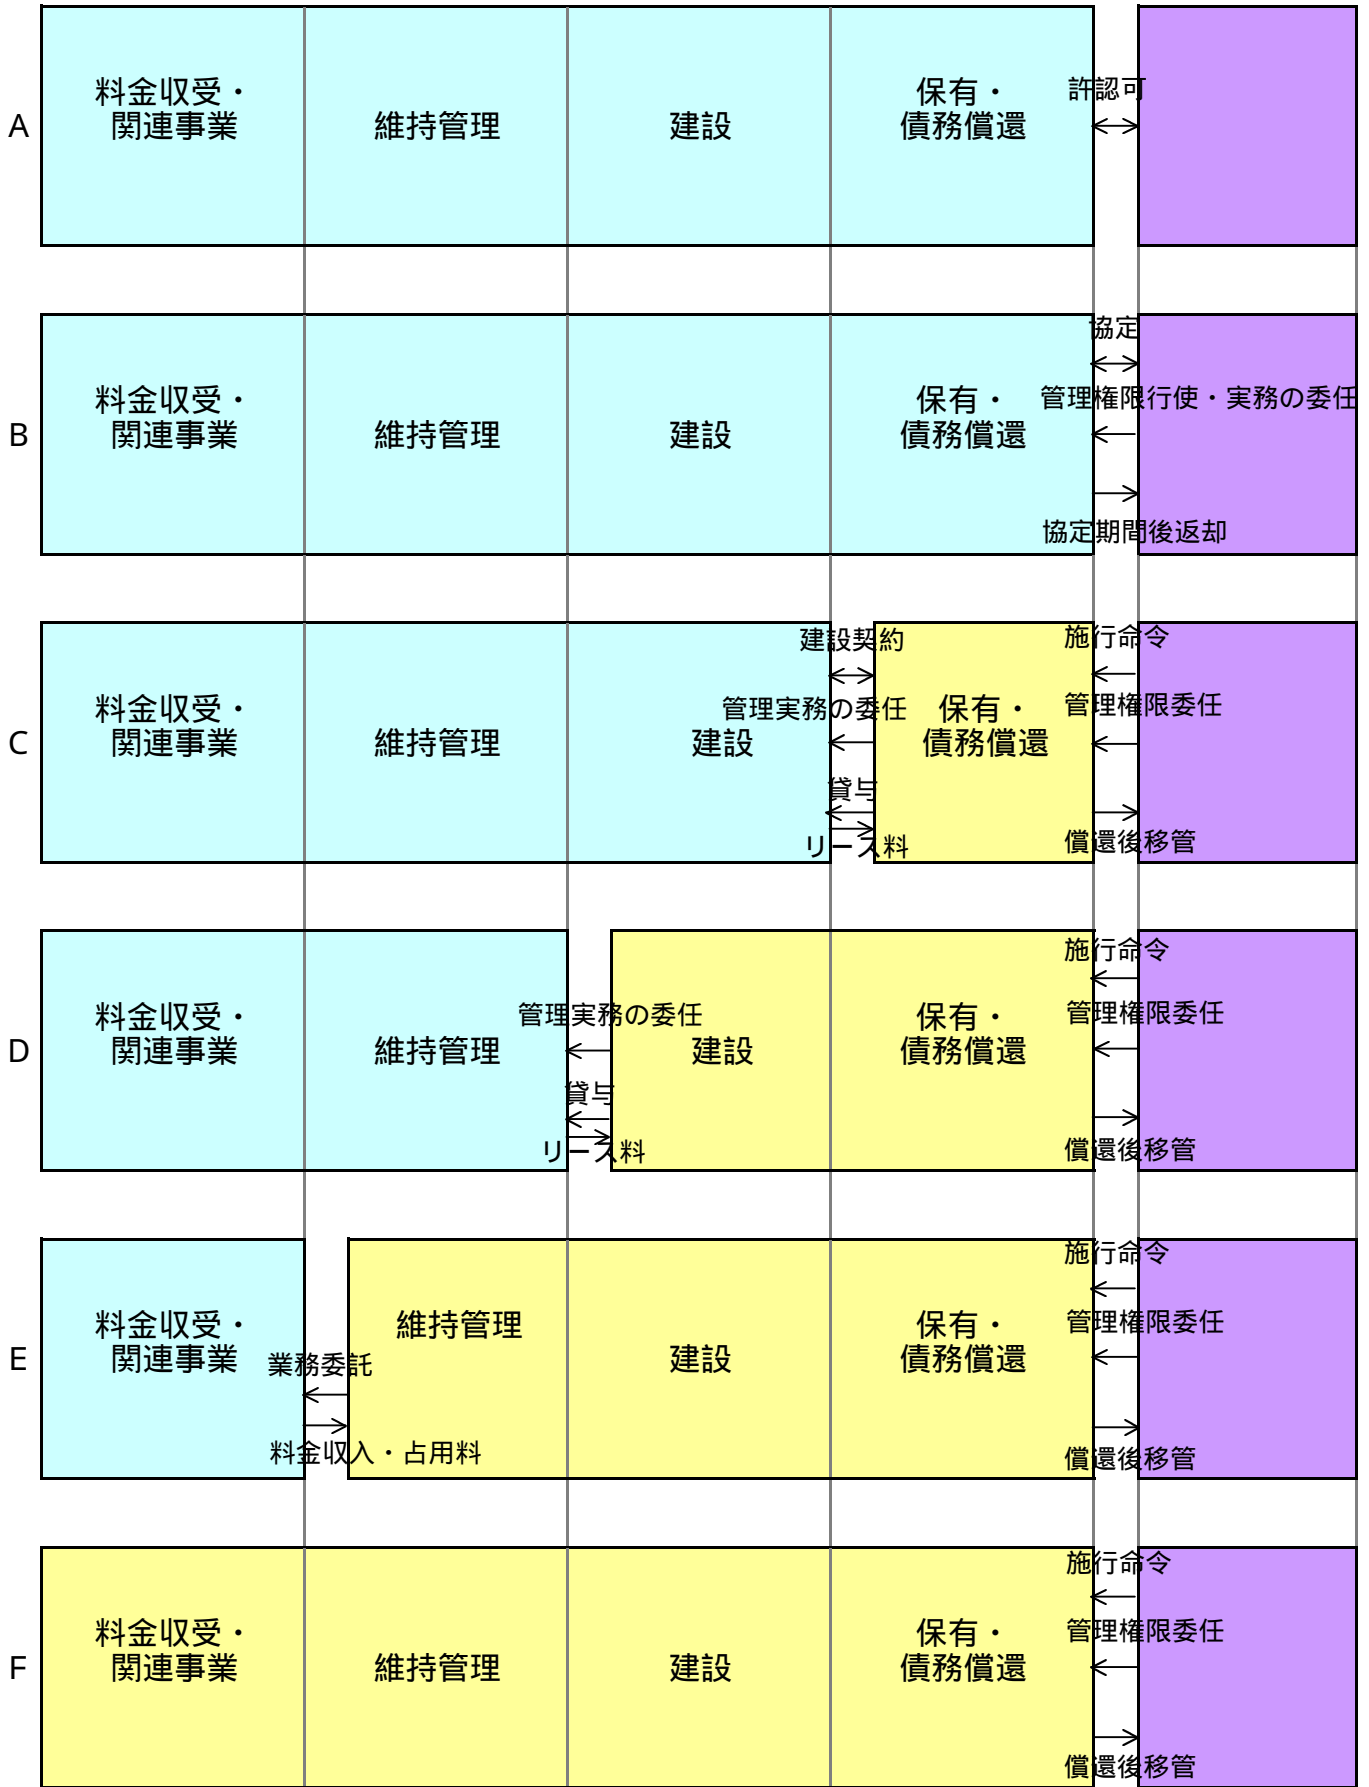 A
料金収受・
関連事業
維持管理
建設
保有・
債務償還
許認可
B
料金収受・
関連事業
維持管理
建設
保有・
債務償還
協定
管理権限行使・実務の委任
協定期間後返却
C
料金収受・
関連事業
維持管理
建設
建設契約
管理実務の委任
貸与
リース料
保有・
債務償還
施行命令
管理権限委任
償還後移管
D
料金収受・
関連事業
維持管理
管理実務の委任
貸与
リース料
建設
保有・
債務償還
施行命令
管理権限委任
償還後移管
E
料金収受・
関連事業
業務委託
料金収入・占用料
維持管理
建設
保有・
債務償還
施行命令
管理権限委任
償還後移管
F
料金収受・
関連事業
維持管理
建設
保有・
債務償還
施行命令
管理権限委任
償還後移管